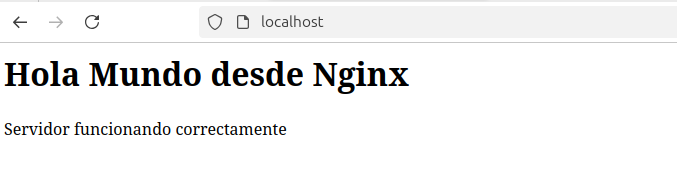 localhost
Hola Mundo desde Nginx
Servidor funcionando correctamente